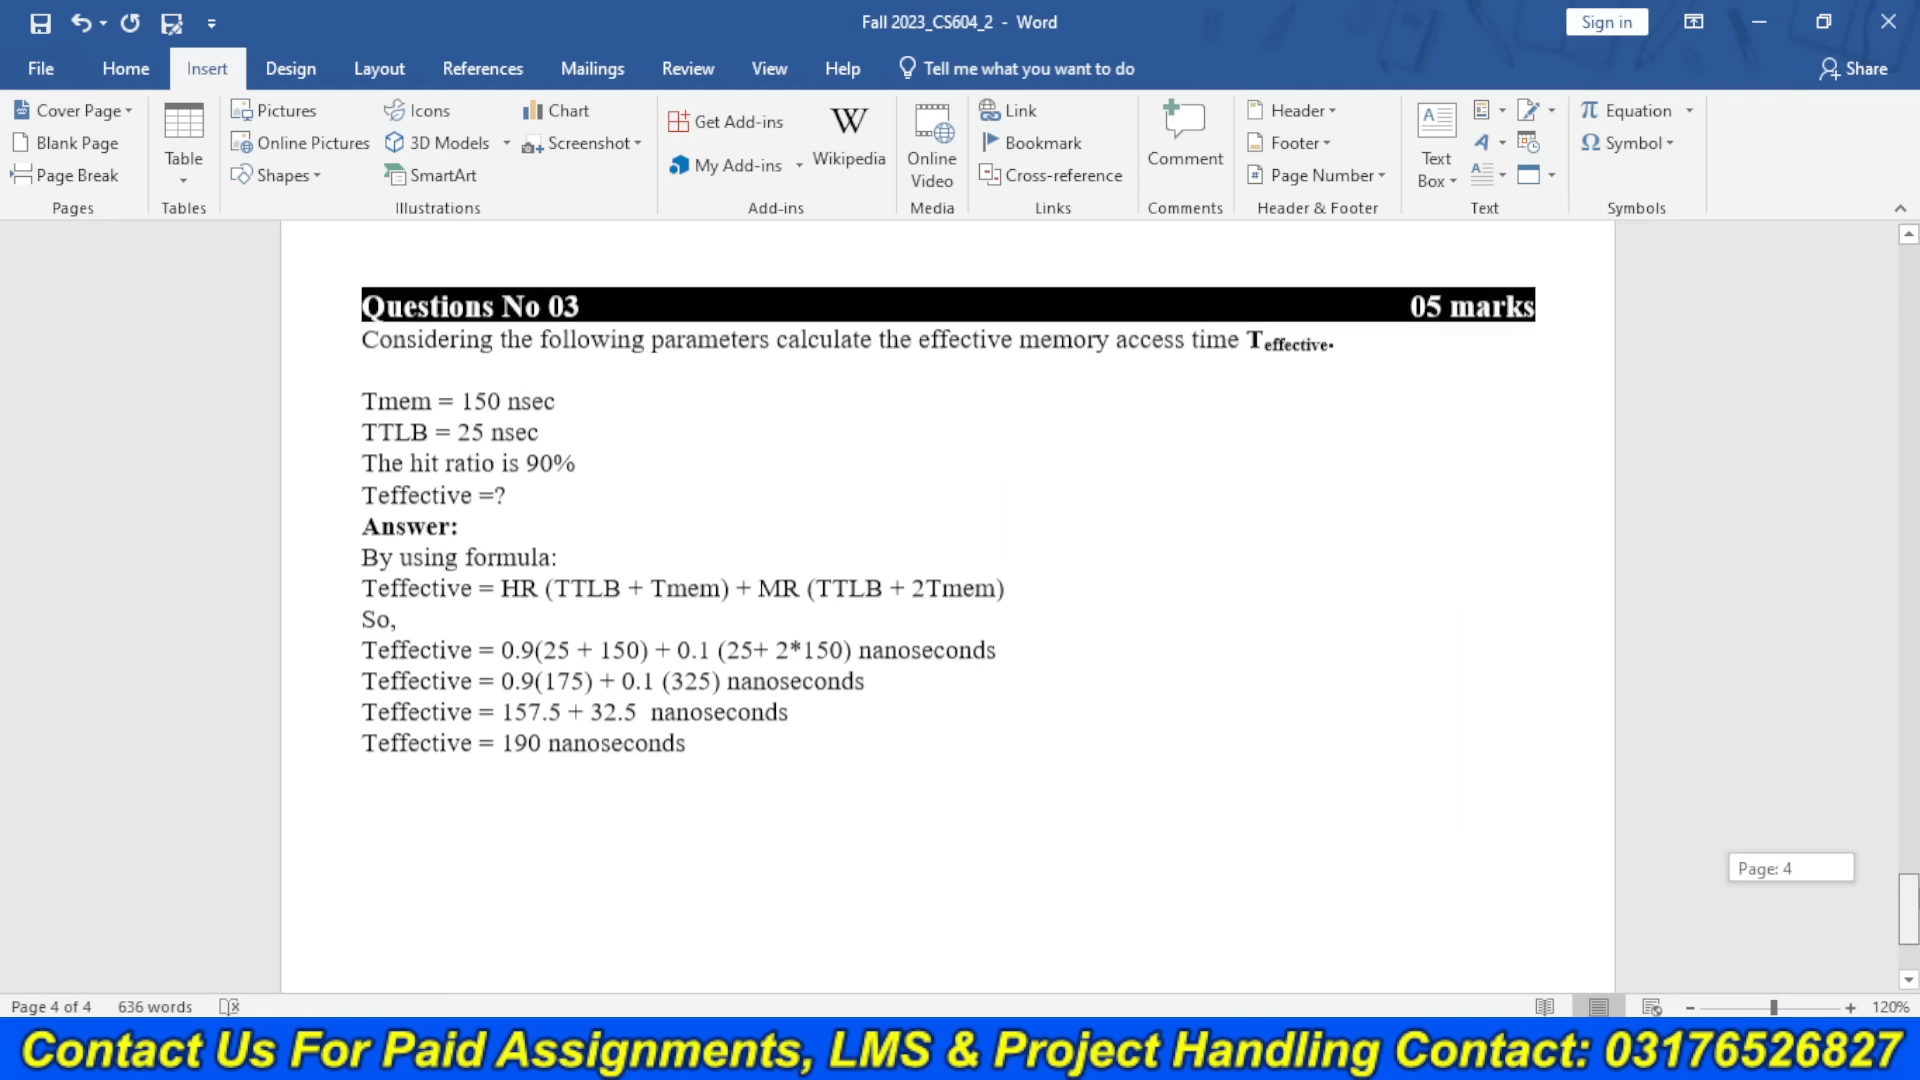 Fall 2023_CS604_2 - Word
Sign in
File Home Insert Design Layout References Mailings Review View Help Tell me what you want to do Share
Cover Page
Blank Page
Page Break
Pages
Table
Tables
Pictures
Online Pictures
Shapes
Icons
3D Models
SmartArt
Chart
Screenshot
Illustrations
Get Add-ins
My Add-ins
W
Wikipedia
Add-ins
Online
Video
Media
Link
Bookmark
Cross-reference
Links
Comment
Comments
Header
Footer
Page Number
Header & Footer
Text
Box
Text
Equation
Symbol
Symbols
Questions No 03 05 marks
Considering the following parameters calculate the effective memory access time Teffective.
Tmem = 150 nsec
TTLB = 25 nsec
The hit ratio is 90%
Teffective =?
Answer:
By using formula:
Teffective = HR (TTLB + Tmem) + MR (TTLB + 2Tmem)
So,
Teffective = 0.9(25 + 150) + 0.1 (25+ 2*150) nanoseconds
Teffective = 0.9(175) + 0.1 (325) nanoseconds
Teffective = 157.5 + 32.5 nanoseconds
Teffective = 190 nanoseconds
Page: 4
Page 4 of 4 636 words 120%
Contact Us For Paid Assignments, LMS & Project Handling Contact: 03176526827